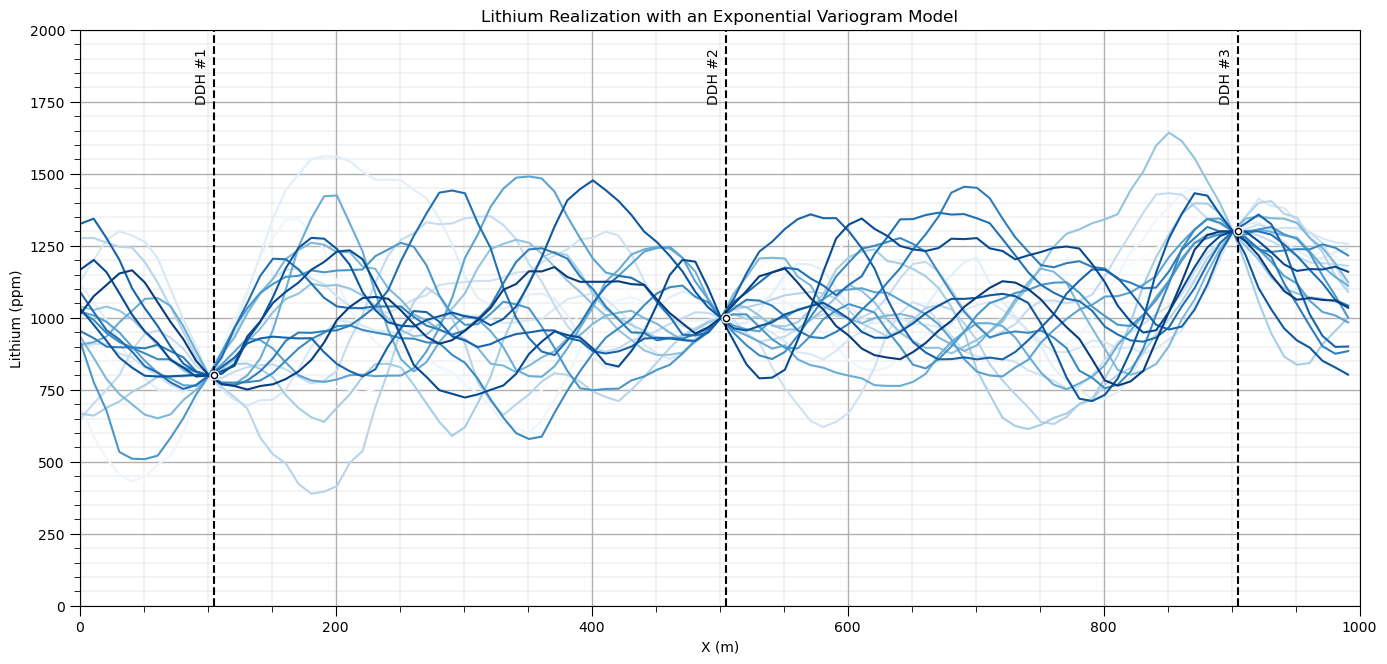 Lithium Realization with an Exponential Variogram Model
DDH #1
DDH #2
DDH #3
Lithium (ppm)
2000
1750
1500
1250
1000
750
500
250
0
0
200
400
600
800
1000
X (m)